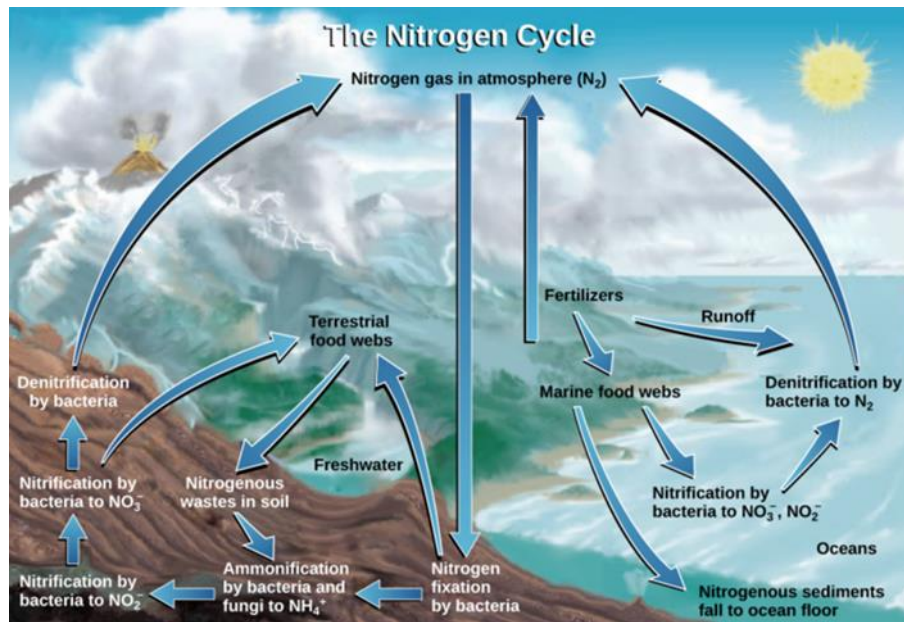 The Nitrogen Cycle
Nitrogen gas in atmosphere (N₂)
Fertilizers
Runoff
Terrestrial
food webs
Denitrification
by bacteria
Marine food webs
Denitrification by
bacteria to N₂
Freshwater
Nitrification by
bacteria to NO₃⁻
Nitrogenous
wastes in soil
Nitrification by
bacteria to NO₃⁻, NO₂⁻
Oceans
Nitrification by
bacteria to NO₂⁻
Ammonification
by bacteria and
fungi to NH₄⁺
Nitrogen
fixation
by bacteria
Nitrogenous sediments
fall to ocean floor